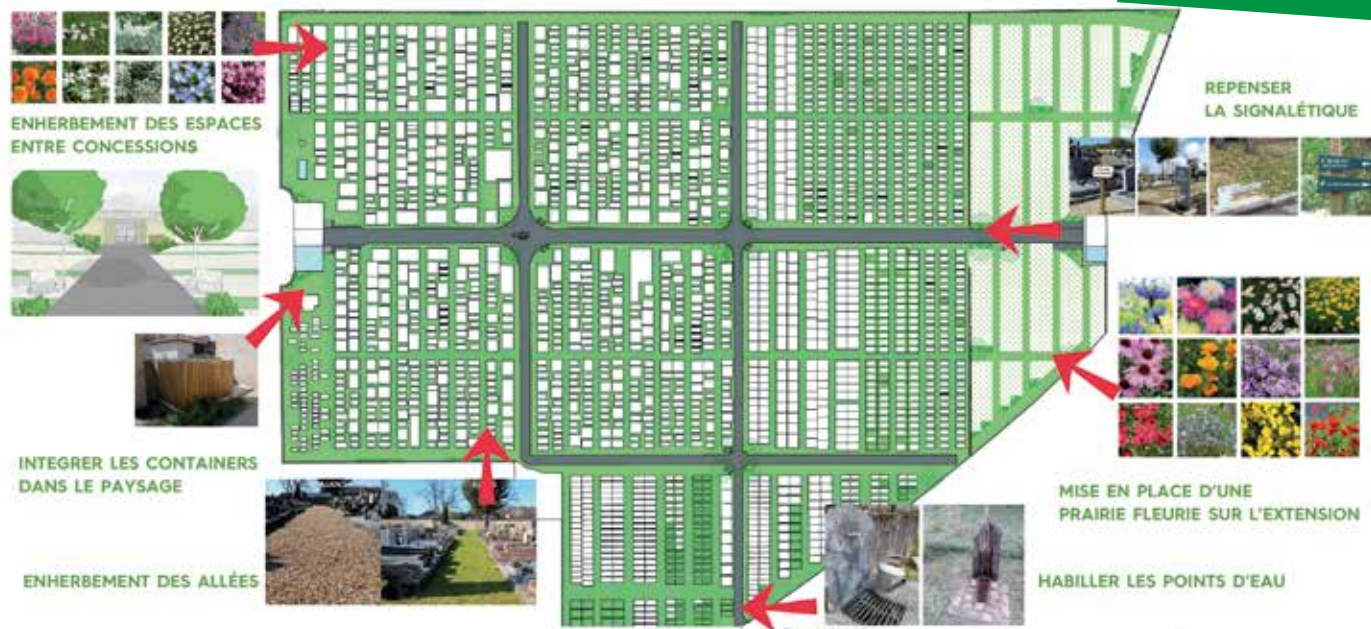 ENHERBEMENT DES ESPACES
ENTRE CONCESSIONS
REPENSER
LA SIGNALÉTIQUE
INTEGRER LES CONTAINERS
DANS LE PAYSAGE
MISE EN PLACE D'UNE
PRAIRIE FLEURIE SUR L'EXTENSION
ENHERBEMENT DES ALLÉES
HABILLER LES POINTS D'EAU